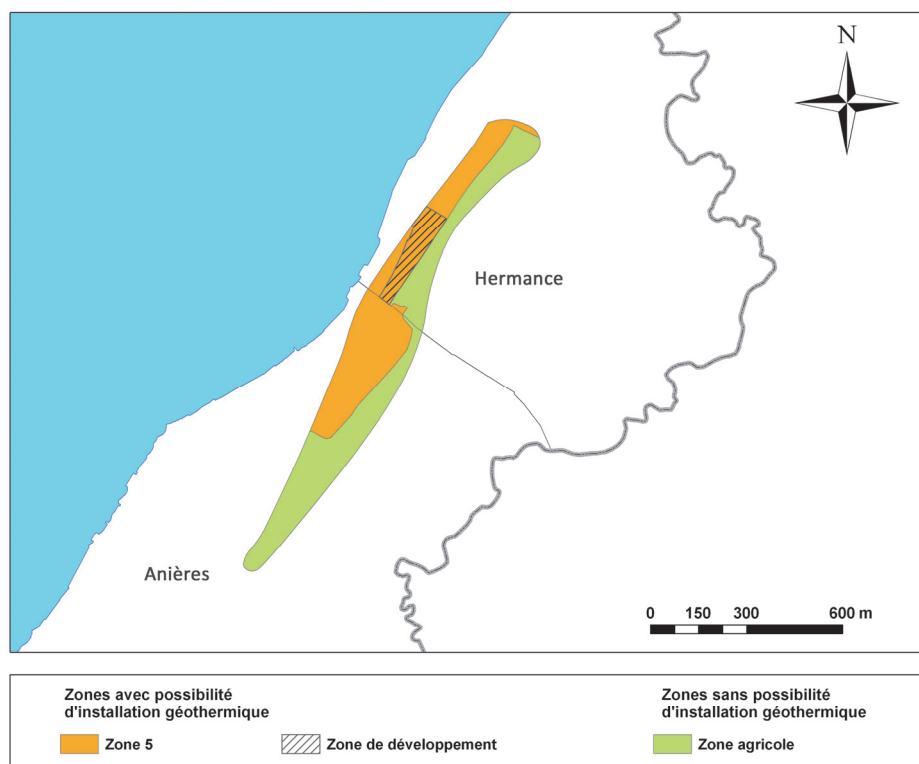 N
Hermance
Anières
0 150 300 600 m
Zones avec possibilité
d'installation géothermique
Zone 5
Zone de développement
Zones sans possibilité
d'installation géothermique
Zone agricole